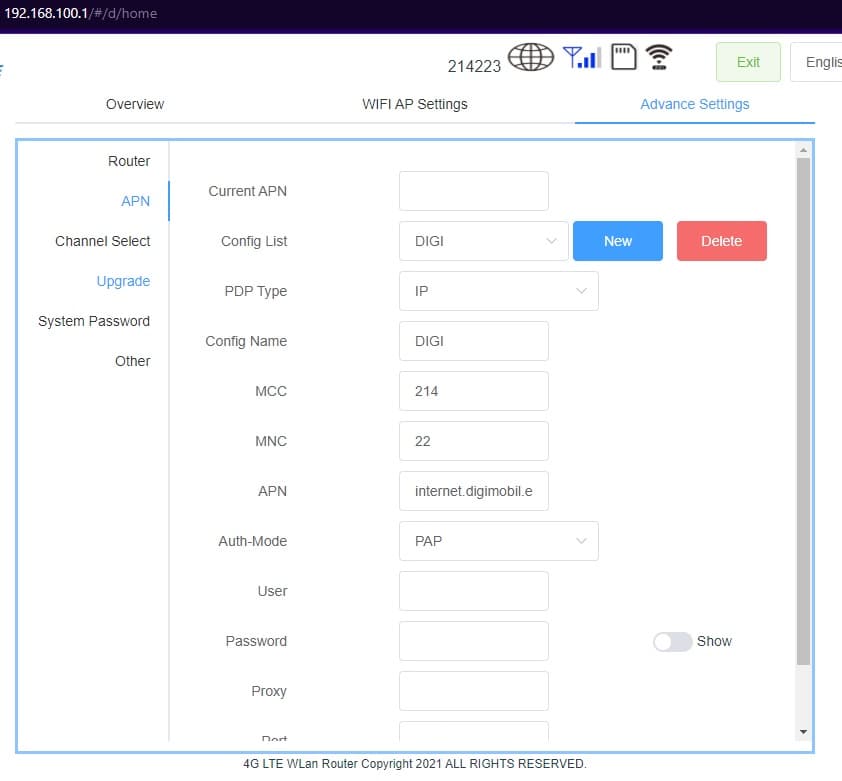 192.168.100.1/#/d/home
214223
Exit
Overview
WIFI AP Settings
Advance Settings
Router
APN
Channel Select
Upgrade
System Password
Other
Current APN
Config List
DIGI
New
Delete
PDP Type
IP
Config Name
DIGI
MCC
214
MNC
22
APN
internet.digimobil.e
Auth-Mode
PAP
User
Password
Show
Proxy
4G LTE WLan Router Copyright 2021 ALL RIGHTS RESERVED.